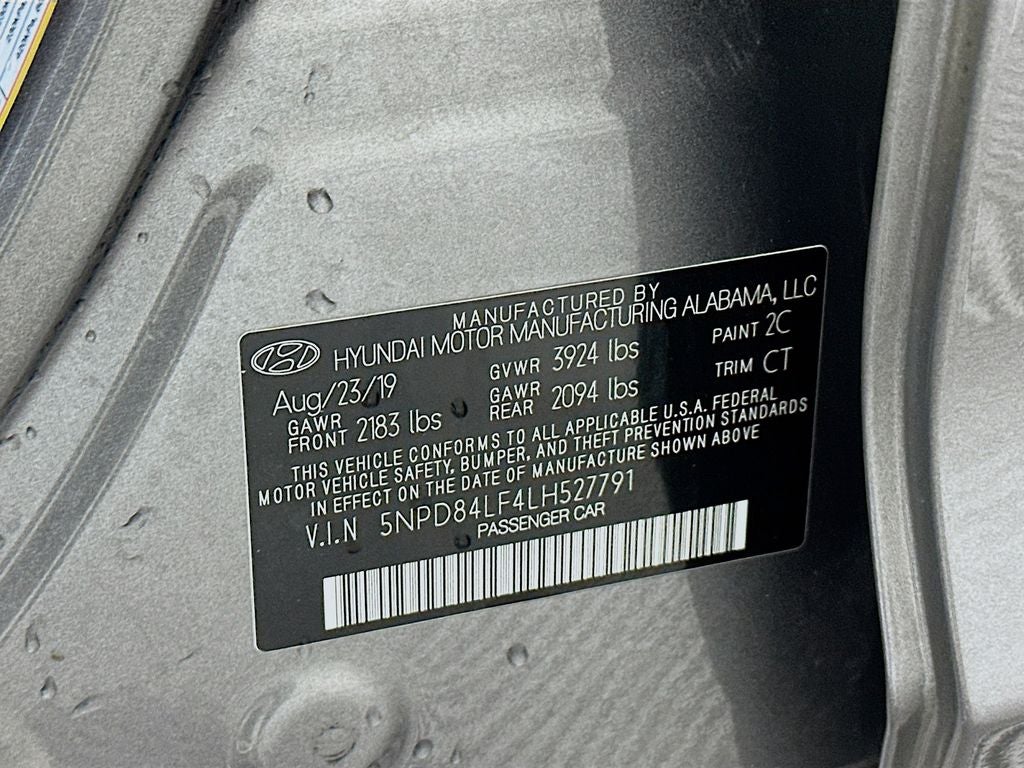 MANUFACTURED BY
HYUNDAI MOTOR MANUFACTURING ALABAMA, LLC
Aug/23/19 GVWR 3924 lbs PAINT 2C
GAWR FRONT 2183 lbs GAWR REAR 2094 lbs TRIM CT
THIS VEHICLE CONFORMS TO ALL APPLICABLE U.S.A. FEDERAL
MOTOR VEHICLE SAFETY, BUMPER, AND THEFT PREVENTION STANDARDS
IN EFFECT ON THE DATE OF MANUFACTURE SHOWN ABOVE
V.I.N 5NPD84LF4LH527791
PASSENGER CAR